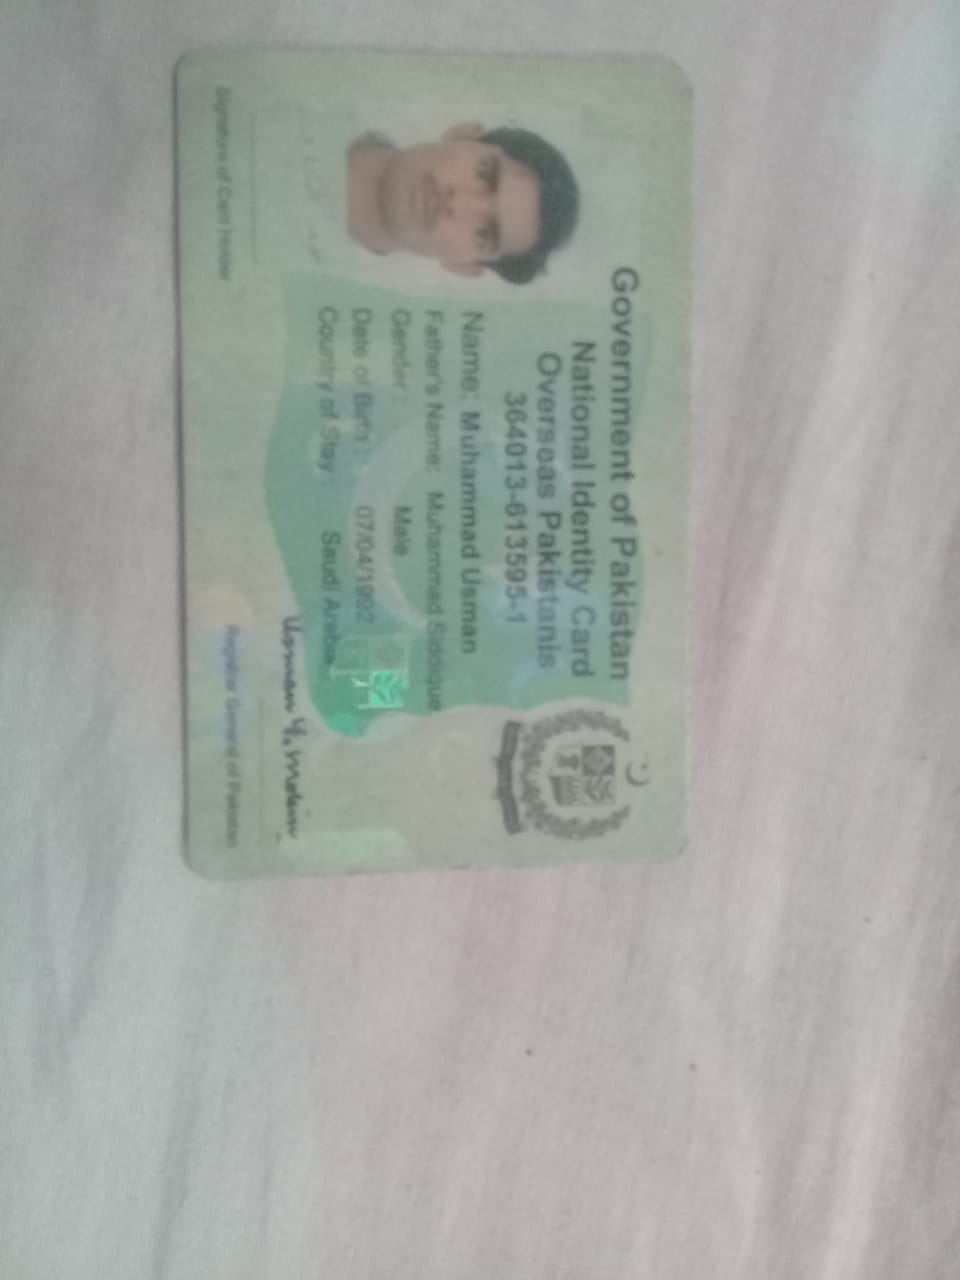 Government of Pakistan
National Identity Card
Overseas Pakistanis
364013-613595-1
Name: Muhammad Usman
Father's Name: Muhammad Siddique
Gender : Male
Date of Birth : 07/04/1992
Country of Stay : Saudi Arabia
Usman Y. Mobin
Signature of Card Holder
Registrar General of Pakistan